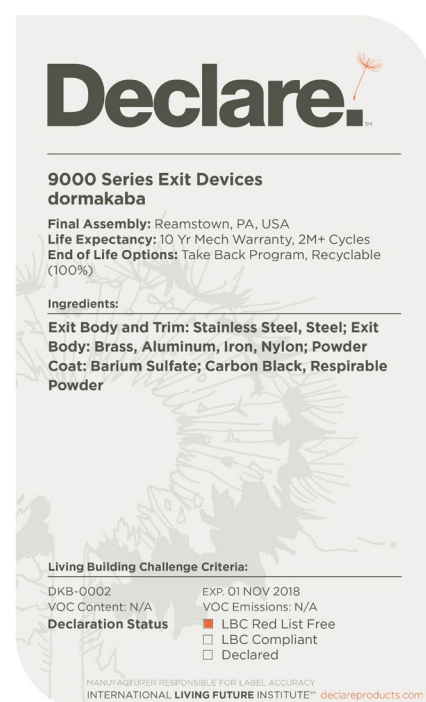 Declare.
SM
9000 Series Exit Devices
dormakaba
Final Assembly: Reamstown, PA, USA
Life Expectancy: 10 Yr Mech Warranty, 2M+ Cycles
End of Life Options: Take Back Program, Recyclable
(100%)
Ingredients:
Exit Body and Trim: Stainless Steel, Steel; Exit
Body: Brass, Aluminum, Iron, Nylon; Powder
Coat: Barium Sulfate; Carbon Black, Respirable
Powder
Living Building Challenge Criteria:
DKB-0002 EXP. 01 NOV 2018
VOC Content: N/A VOC Emissions: N/A
Declaration Status LBC Red List Free
LBC Compliant
Declared
MANUFACTURER RESPONSIBLE FOR LABEL ACCURACY
INTERNATIONAL LIVING FUTURE INSTITUTE℠ declareproducts.com